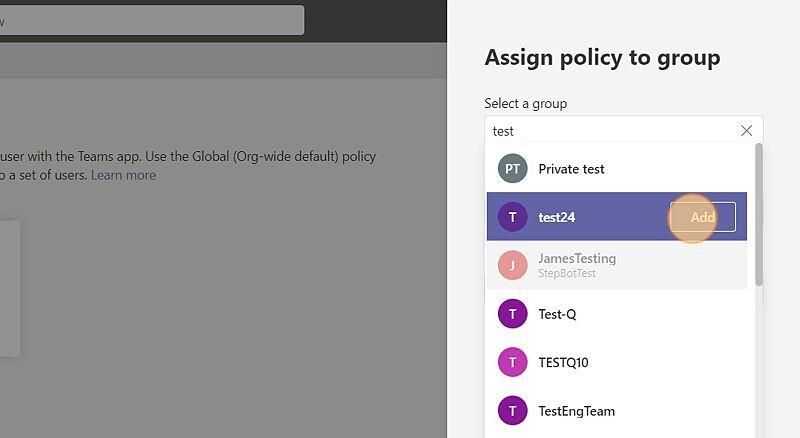 Assign policy to group
Select a group
test
user with the Teams app. Use the Global (Org-wide default) policy
o a set of users. Learn more
PT Private test
T test24 Add
J JamesTesting
StepBotTest
T Test-Q
T TESTQ10
T TestEngTeam